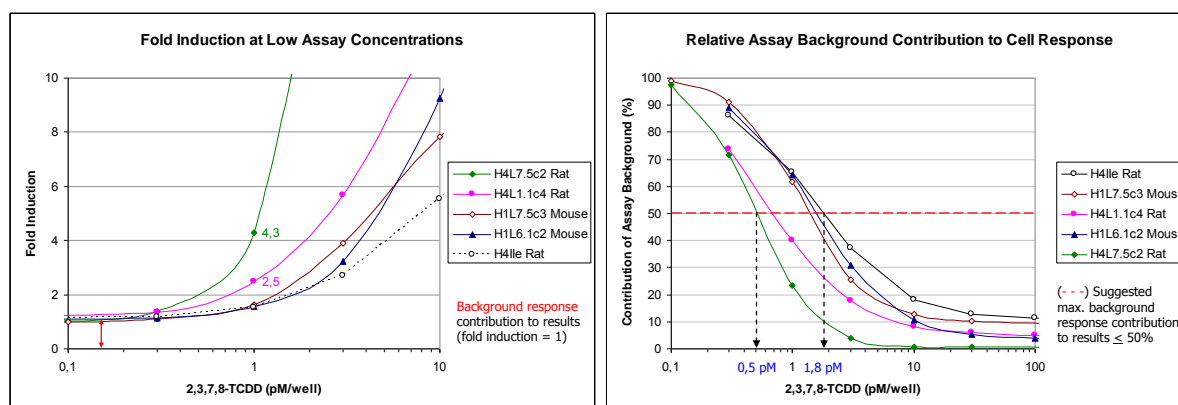 Fold Induction at Low Assay Concentrations
10
8
6
4
2
0
Fold Induction
4,3
2,5
0,1
1
10
2,3,7,8-TCDD (pM/well)
H4L7.5c2 Rat
H4L1.1c4 Rat
H1L7.5c3 Mouse
H1L6.1c2 Mouse
H4IIe Rat
Background response
contribution to results
(fold induction = 1)
Relative Assay Background Contribution to Cell Response
100
90
80
70
60
50
40
30
20
10
0
Contribution of Assay Background (%)
0,1
1
10
100
0,5 pM
1,8 pM
2,3,7,8-TCDD (pM/well)
H4IIe Rat
H1L7.5c3 Mouse
H4L1.1c4 Rat
H1L6.1c2 Mouse
H4L7.5c2 Rat
(- -) Suggested
max. background
response contribution
to results < 50%